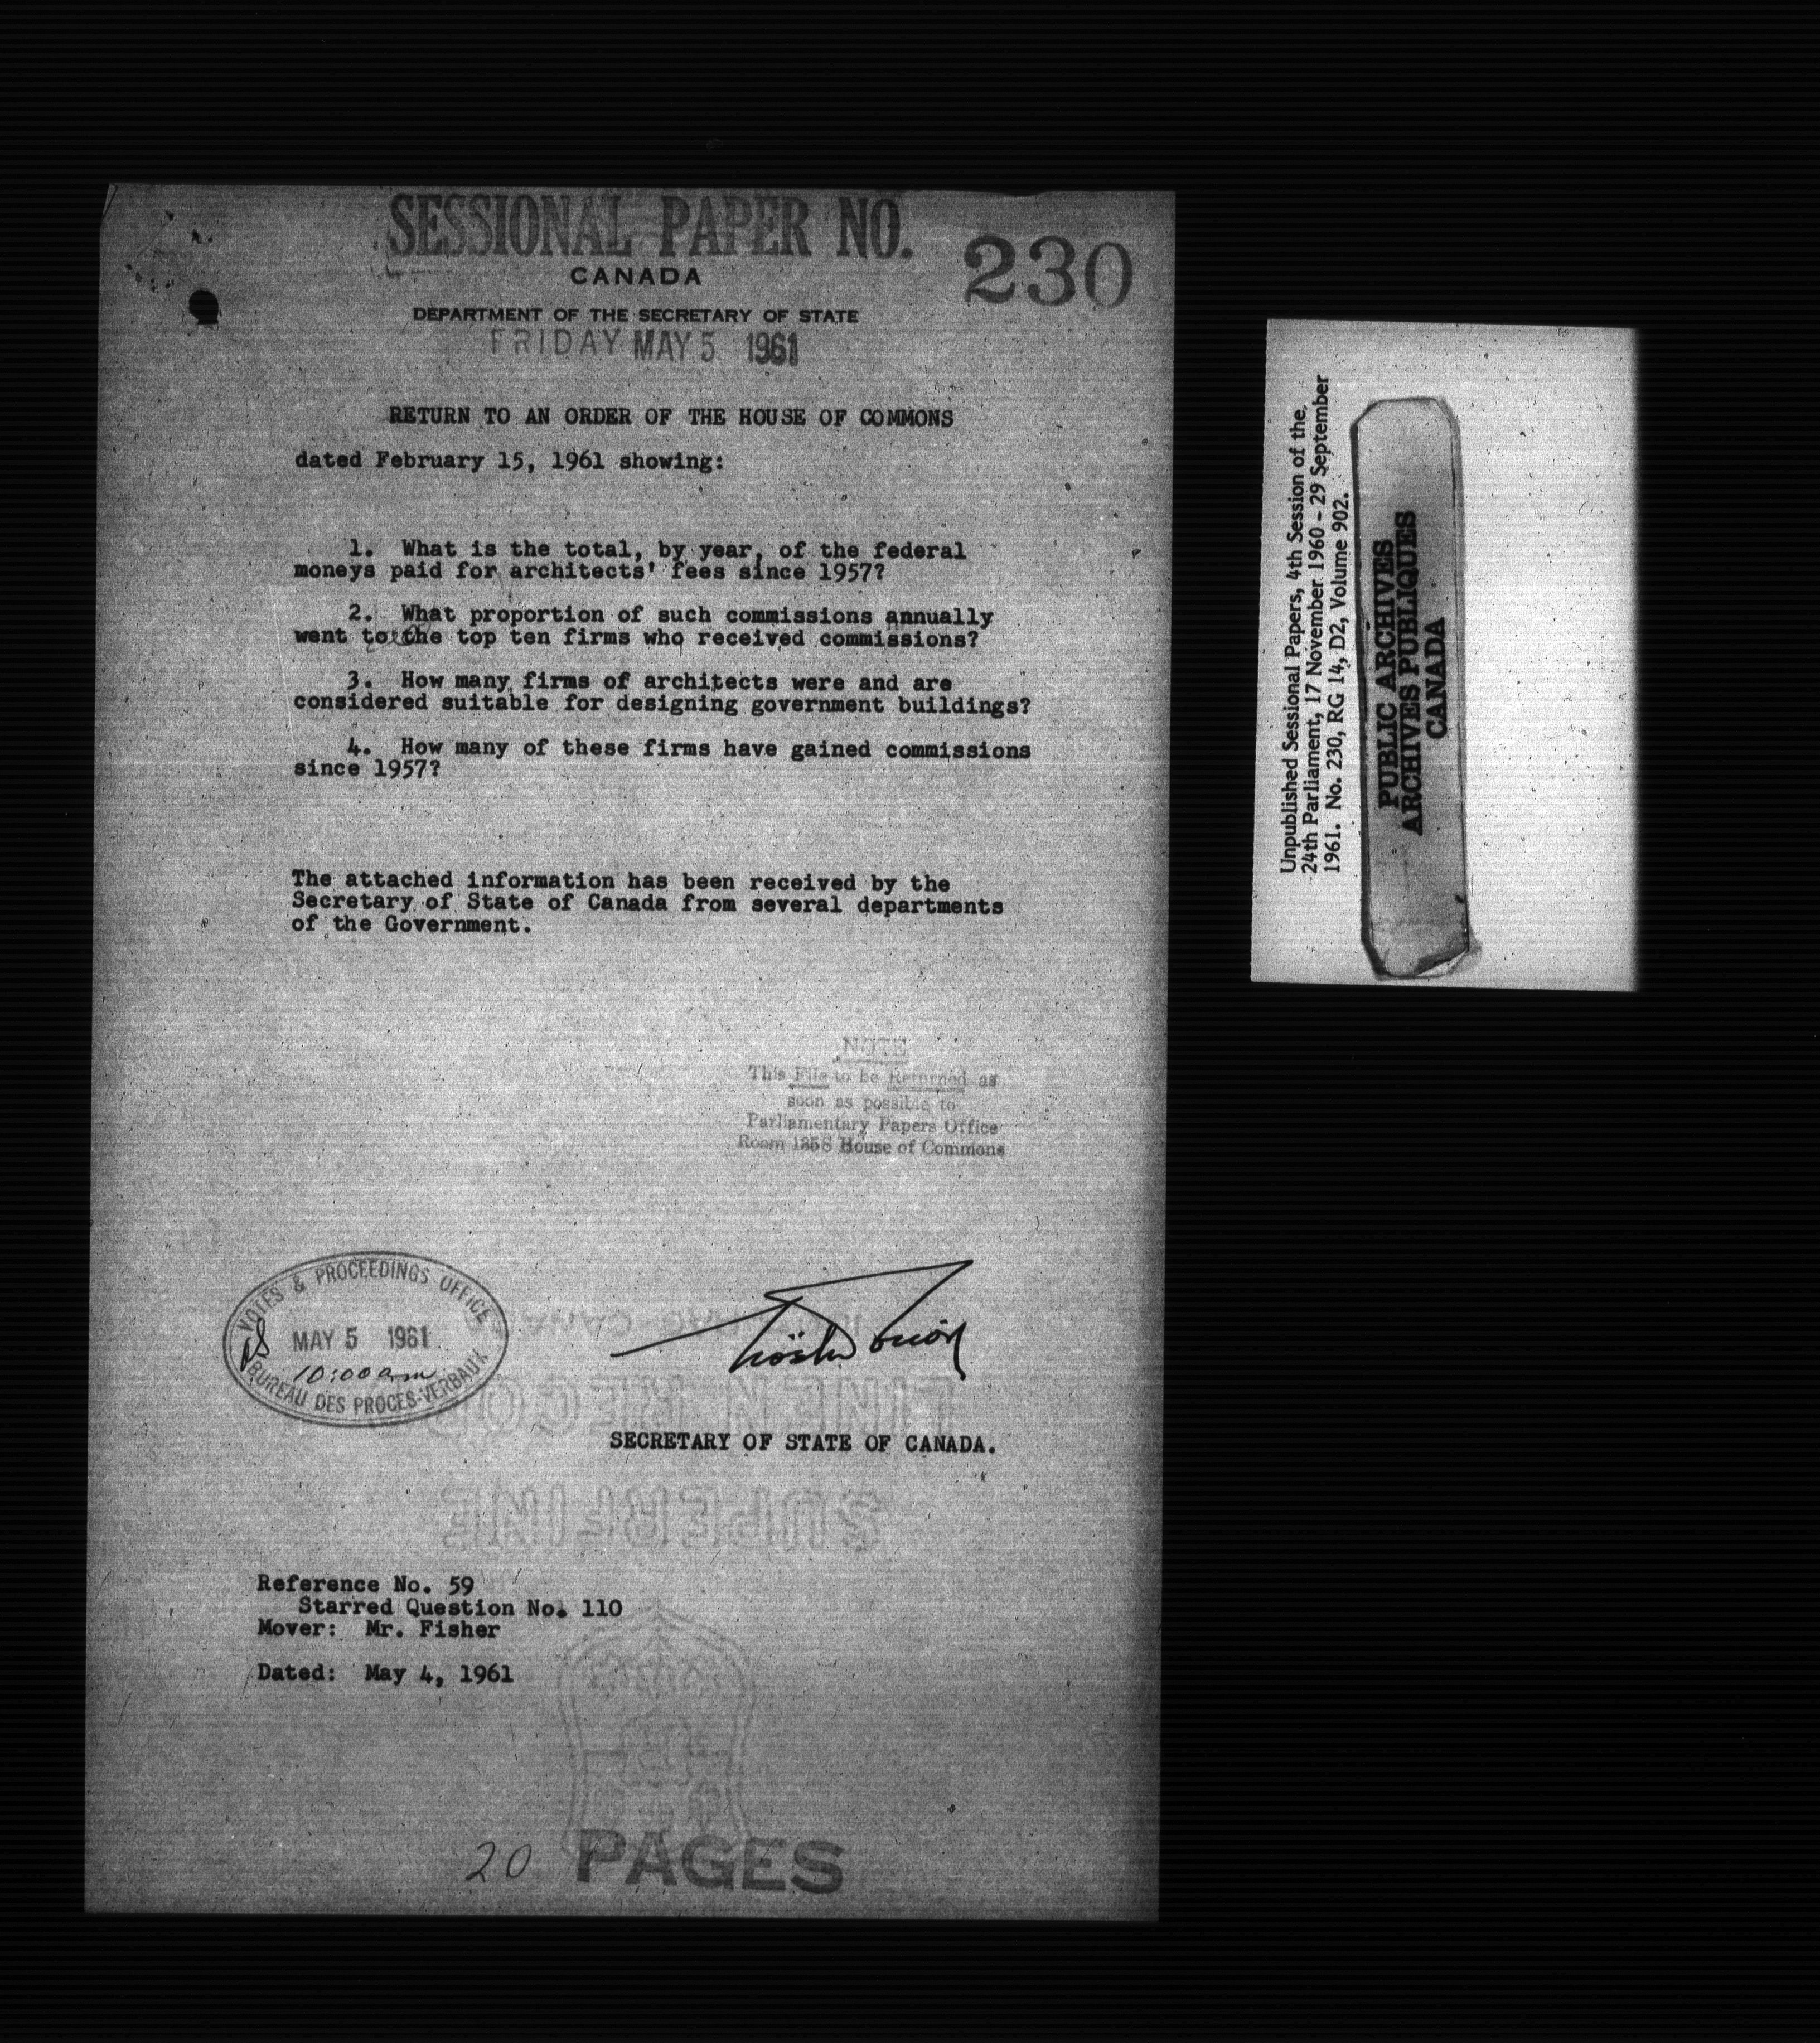 SESSIONAL PAPER NO. 230
CANADA
DEPARTMENT OF THE SECRETARY OF STATE
FRIDAY MAY 5 1961
RETURN TO AN ORDER OF THE HOUSE OF COMMONS
dated February 15, 1961 showing:
1. What is the total, by year, of the federal
moneys paid for architects' fees since 1957?
2. What proportion of such commissions annually
went to the top ten firms who received commissions?
3. How many firms of architects were and are
considered suitable for designing government buildings?
4. How many of these firms have gained commissions
since 1957?
The attached information has been received by the
Secretary of State of Canada from several departments
of the Government.
NOTE
This File to be Returned as
soon as possible to
Parliamentary Papers Office
Room 185S House of Commons
VOTES & PROCEEDINGS OFFICE
MAY 5 1961
10:00 am
BUREAU DES PROCES-VERBAUX
LINEN RECO
SUPERFINE
SECRETARY OF STATE OF CANADA.
Reference No. 59
Starred Question No. 110
Mover: Mr. Fisher
Dated: May 4, 1961
20 PAGES
Unpublished Sessional Papers, 4th Session of the,
24th Parliament, 17 November 1960 - 29 September
1961. No. 230, RG 14, D2, Volume 902.
PUBLIC ARCHIVES
ARCHIVES PUBLIQUES
CANADA